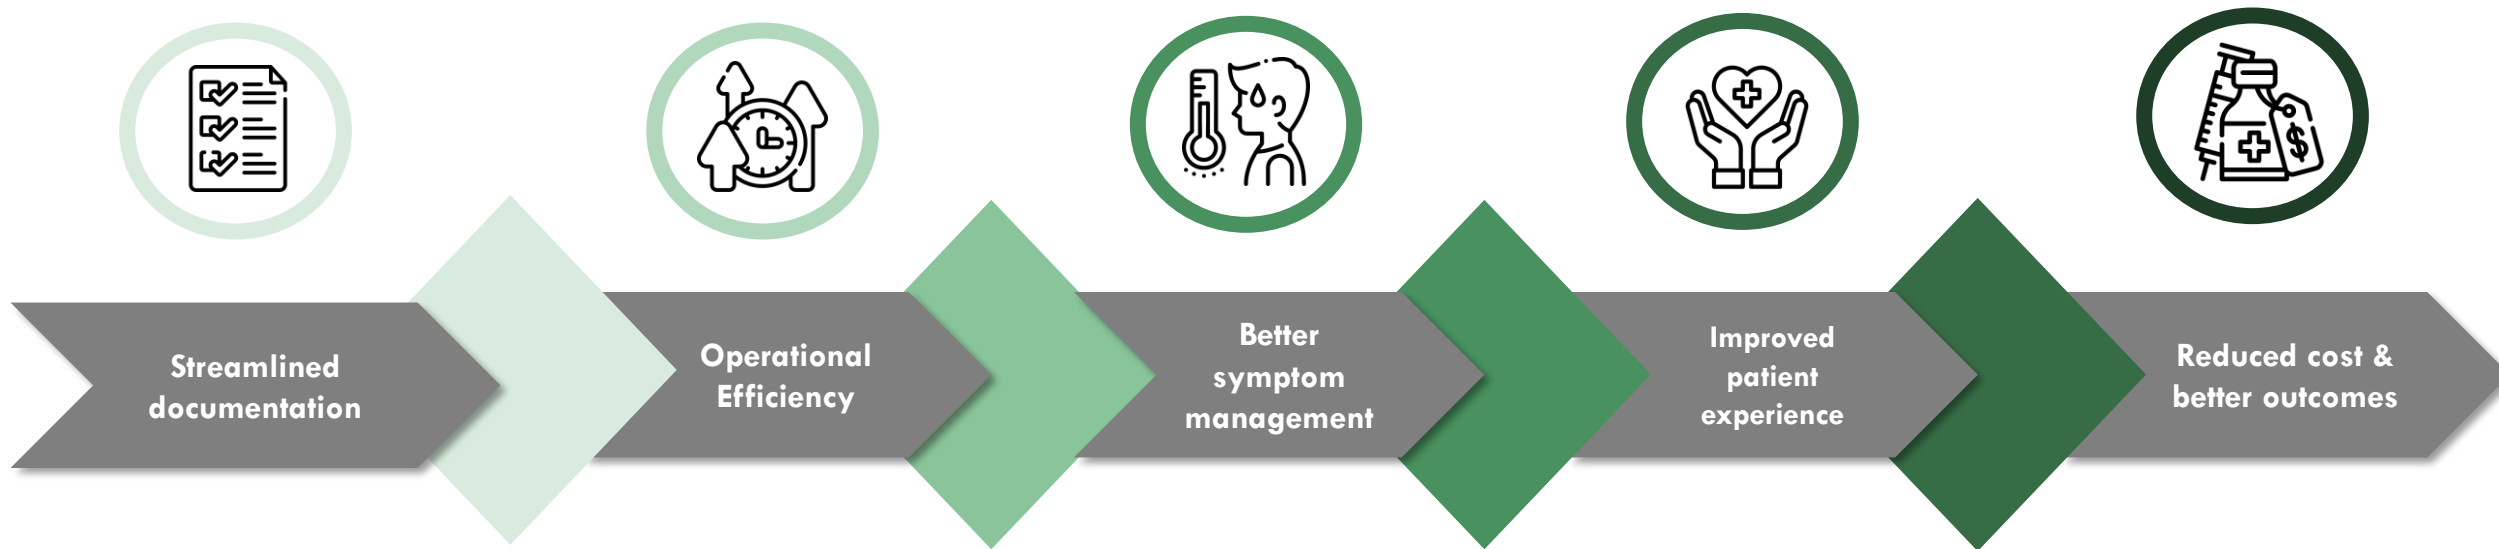 Streamlined
documentation
Operational
Efficiency
Better
symptom
management
Improved
patient
experience
Reduced cost &
better outcomes
$